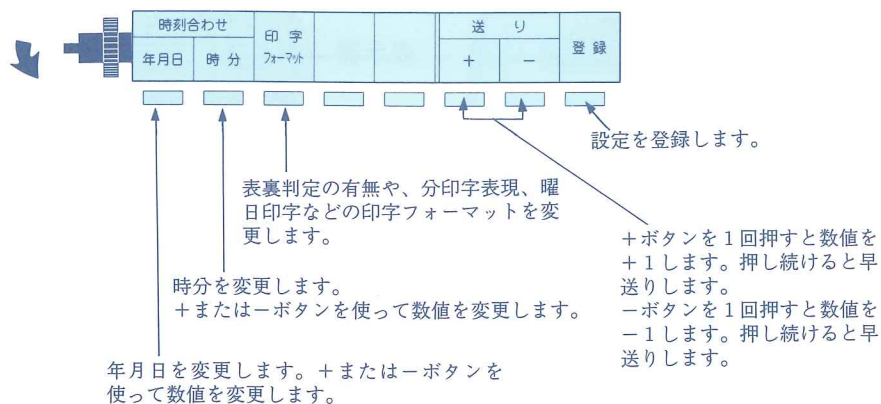 時刻合わせ
年月日
時分
印字
フォーマット
送り
＋
－
登録
設定を登録します。
表裏判定の有無や、分印字表現、曜
日印字などの印字フォーマットを変
更します。
＋ボタンを１回押すと数値を
＋１します。押し続けると早
送りします。
－ボタンを１回押すと数値を
－１します。押し続けると早
送りします。
時分を変更します。
＋または－ボタンを使って数値を変更します。
年月日を変更します。＋または－ボタンを
使って数値を変更します。